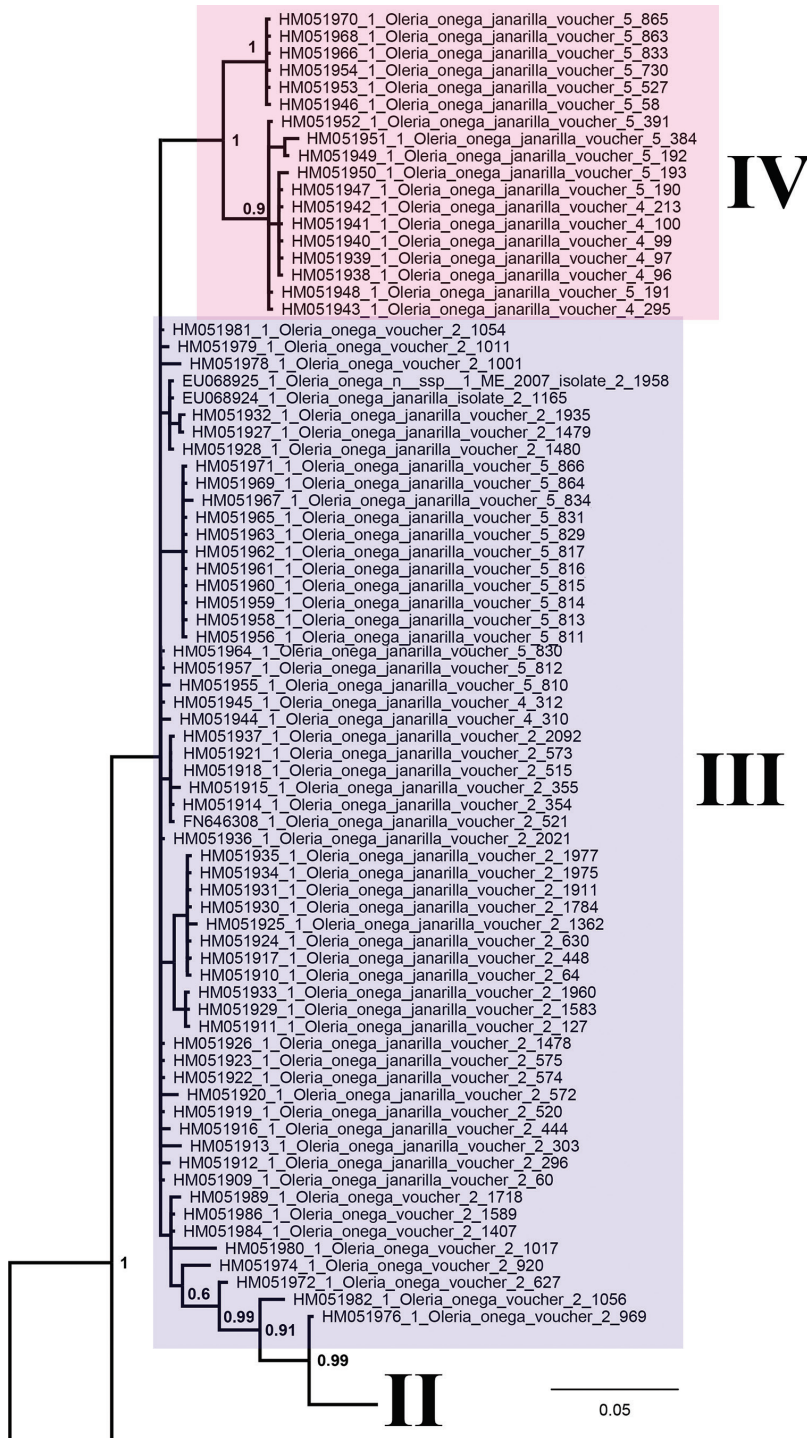 HM051970_1_Oleria_onega_janarilla_voucher_5_865
HM051968_1_Oleria_onega_janarilla_voucher_5_863
1
HM051966_1_Oleria_onega_janarilla_voucher_5_833
HM051954_1_Oleria_onega_janarilla_voucher_5_730
HM051953_1_Oleria_onega_janarilla_voucher_5_527
HM051946_1_Oleria_onega_janarilla_voucher_5_58
HM051952_1_Oleria_onega_janarilla_voucher_5_391
1
HM051951_1_Oleria_onega_janarilla_voucher_5_384
HM051949_1_Oleria_onega_janarilla_voucher_5_192
HM051950_1_Oleria_onega_janarilla_voucher_5_193
IV
HM051947_1_Oleria_onega_janarilla_voucher_5_190
0.9
HM051942_1_Oleria_onega_janarilla_voucher_4_213
HM051941_1_Oleria_onega_janarilla_voucher_4_100
HM051940_1_Oleria_onega_janarilla_voucher_4_99
HM051939_1_Oleria_onega_janarilla_voucher_4_97
HM051938_1_Oleria_onega_janarilla_voucher_4_96
HM051948_1_Oleria_onega_janarilla_voucher_5_191
HM051943_1_Oleria_onega_janarilla_voucher_4_295
HM051981_1_Oleria_onega_voucher_2_1054
HM051979_1_Oleria_onega_voucher_2_1011
HM051978_1_Oleria_onega_voucher_2_1001
EU068925_1_Oleria_onega_n__ssp__1_ME_2007_isolate_2_1958
EU068924_1_Oleria_onega_janarilla_isolate_2_1165
HM051932_1_Oleria_onega_janarilla_voucher_2_1935
HM051927_1_Oleria_onega_janarilla_voucher_2_1479
HM051928_1_Oleria_onega_janarilla_voucher_2_1480
HM051971_1_Oleria_onega_janarilla_voucher_5_866
HM051969_1_Oleria_onega_janarilla_voucher_5_864
HM051967_1_Oleria_onega_janarilla_voucher_5_834
HM051965_1_Oleria_onega_janarilla_voucher_5_831
HM051963_1_Oleria_onega_janarilla_voucher_5_829
HM051962_1_Oleria_onega_janarilla_voucher_5_817
HM051961_1_Oleria_onega_janarilla_voucher_5_816
HM051960_1_Oleria_onega_janarilla_voucher_5_815
HM051959_1_Oleria_onega_janarilla_voucher_5_814
HM051958_1_Oleria_onega_janarilla_voucher_5_813
HM051956_1_Oleria_onega_janarilla_voucher_5_811
HM051964_1_Oleria_onega_janarilla_voucher_5_830
HM051957_1_Oleria_onega_janarilla_voucher_5_812
HM051955_1_Oleria_onega_janarilla_voucher_5_810
HM051945_1_Oleria_onega_janarilla_voucher_4_312
HM051944_1_Oleria_onega_janarilla_voucher_4_310
HM051937_1_Oleria_onega_janarilla_voucher_2_2092
HM051921_1_Oleria_onega_janarilla_voucher_2_573
HM051918_1_Oleria_onega_janarilla_voucher_2_515
III
HM051915_1_Oleria_onega_janarilla_voucher_2_355
HM051914_1_Oleria_onega_janarilla_voucher_2_354
FN646308_1_Oleria_onega_janarilla_voucher_2_521
HM051936_1_Oleria_onega_janarilla_voucher_2_2021
HM051935_1_Oleria_onega_janarilla_voucher_2_1977
HM051934_1_Oleria_onega_janarilla_voucher_2_1975
HM051931_1_Oleria_onega_janarilla_voucher_2_1911
HM051930_1_Oleria_onega_janarilla_voucher_2_1784
HM051925_1_Oleria_onega_janarilla_voucher_2_1362
HM051924_1_Oleria_onega_janarilla_voucher_2_630
HM051917_1_Oleria_onega_janarilla_voucher_2_448
HM051910_1_Oleria_onega_janarilla_voucher_2_64
HM051933_1_Oleria_onega_janarilla_voucher_2_1960
HM051929_1_Oleria_onega_janarilla_voucher_2_1583
HM051911_1_Oleria_onega_janarilla_voucher_2_127
HM051926_1_Oleria_onega_janarilla_voucher_2_1478
HM051923_1_Oleria_onega_janarilla_voucher_2_575
HM051922_1_Oleria_onega_janarilla_voucher_2_574
HM051920_1_Oleria_onega_janarilla_voucher_2_572
HM051919_1_Oleria_onega_janarilla_voucher_2_520
HM051916_1_Oleria_onega_janarilla_voucher_2_444
HM051913_1_Oleria_onega_janarilla_voucher_2_303
HM051912_1_Oleria_onega_janarilla_voucher_2_296
HM051909_1_Oleria_onega_janarilla_voucher_2_60
HM051989_1_Oleria_onega_voucher_2_1718
HM051986_1_Oleria_onega_voucher_2_1589
HM051984_1_Oleria_onega_voucher_2_1407
HM051980_1_Oleria_onega_voucher_2_1017
1
HM051974_1_Oleria_onega_voucher_2_920
HM051972_1_Oleria_onega_voucher_2_627
0.6
HM051982_1_Oleria_onega_voucher_2_1056
0.99
HM051976_1_Oleria_onega_voucher_2_969
0.91
0.99
II
0.05